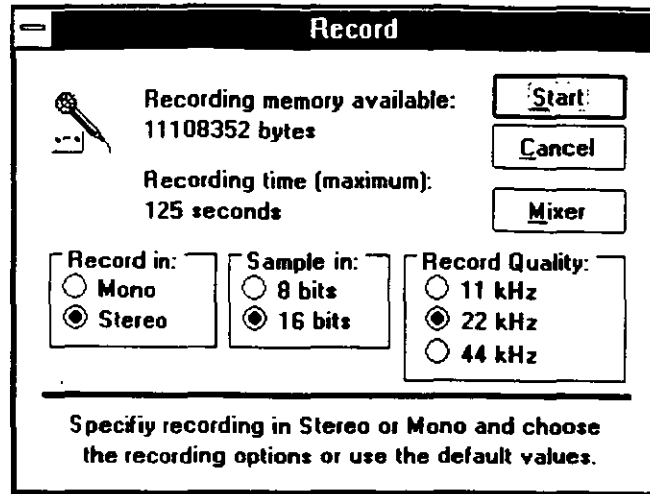 Record
Recording memory available:
11108352 bytes
Recording time (maximum):
125 seconds
Start
Cancel
Mixer
Record in:
Mono
Stereo
Sample in:
8 bits
16 bits
Record Quality:
11 kHz
22 kHz
44 kHz
Specifiy recording in Stereo or Mono and choose
the recording options or use the default values.